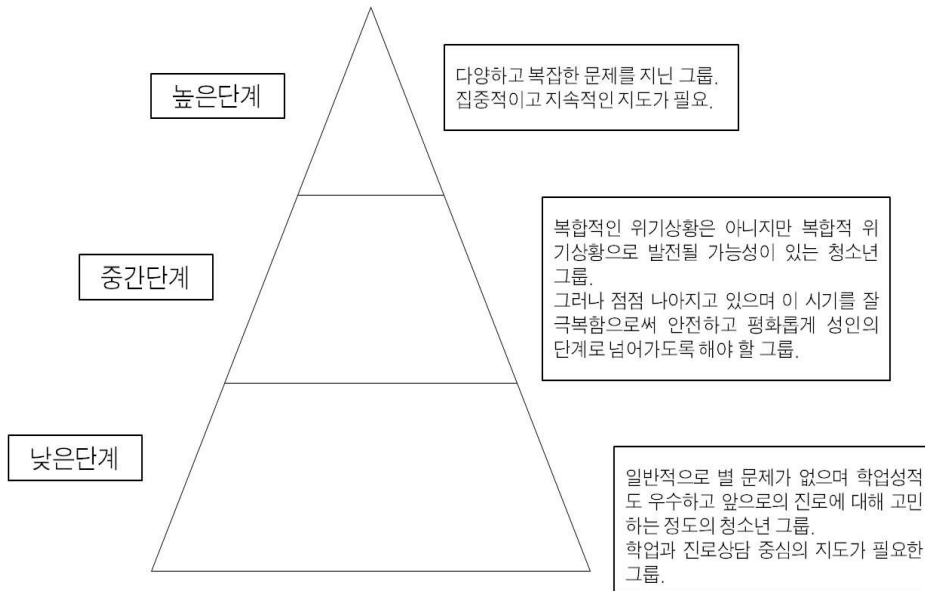 높은단계
다양하고 복잡한 문제를 지닌 그룹.
집중적이고 지속적인 지도가 필요.
중간단계
복합적인 위기상황은 아니지만 복합적 위
기상황으로 발전될 가능성이 있는 청소년
그룹.
그러나 점점 나아지고 있으며 이 시기를 잘
극복함으로써 안전하고 평화롭게 성인의
단계로 넘어가도록 해야 할 그룹.
낮은단계
일반적으로 별 문제가 없으며 학업성적
도 우수하고 앞으로의 진로에 대해 고민
하는 정도의 청소년 그룹.
학업과 진로상담 중심의 지도가 필요한
그룹.